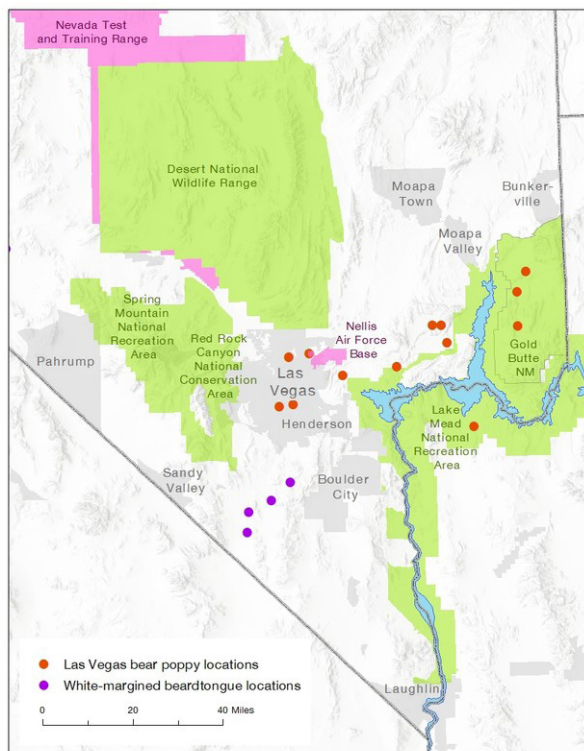 Nevada Test
and Training Range
Desert National
Wildlife Range
Moapa
Town
Bunker-
ville
Moapa
Valley
Spring
Mountain
National
Recreation
Area
Red Rock
Canyon
National
Conservation
Area
Nellis
Air Force
Base
Gold
Butte
NM
Pahrump
Las
Vegas
Henderson
Lake
Mead
National
Recreation
Area
Sandy
Valley
Boulder
City
Las Vegas bear poppy locations
White-margined beardtongue locations
0 20 40 Miles
Laughlin